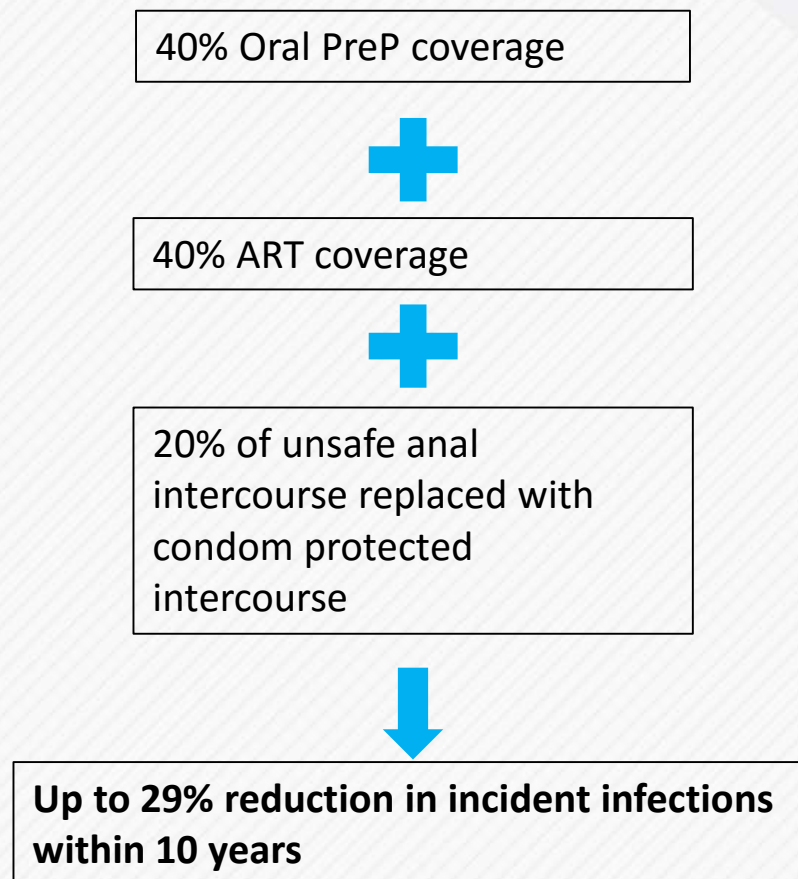 40% Oral PreP coverage
40% ART coverage
20% of unsafe anal
intercourse replaced with
condom protected
intercourse
Up to 29% reduction in incident infections
within 10 years